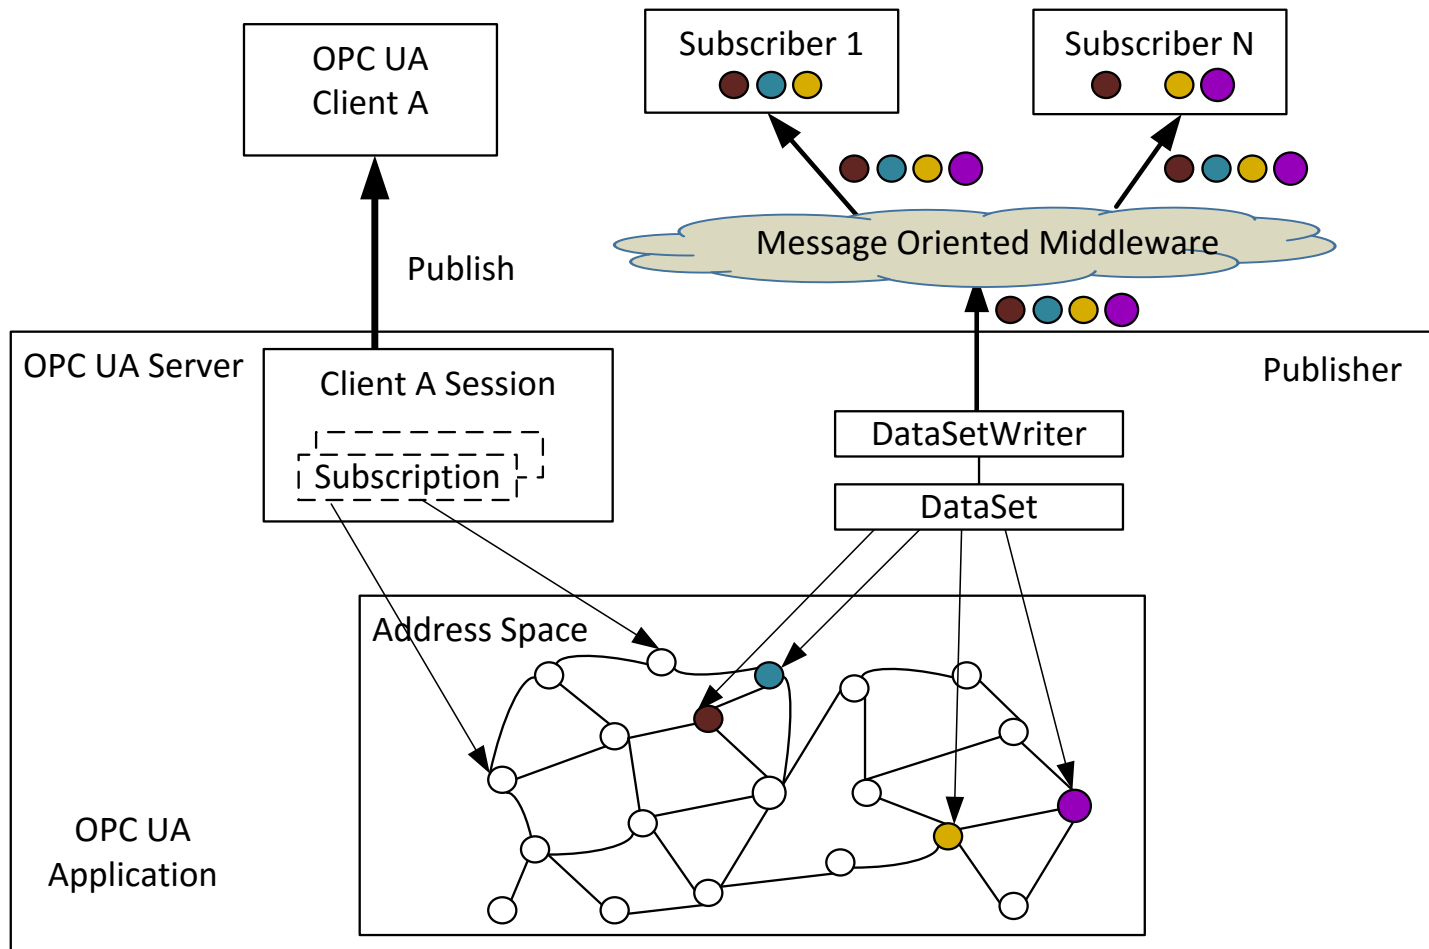 OPC UA
Client A
Subscriber 1
Subscriber N
Message Oriented Middleware
Publish
OPC UA Server
Publisher
Client A Session
Subscription
DataSetWriter
DataSet
Address Space
OPC UA
Application